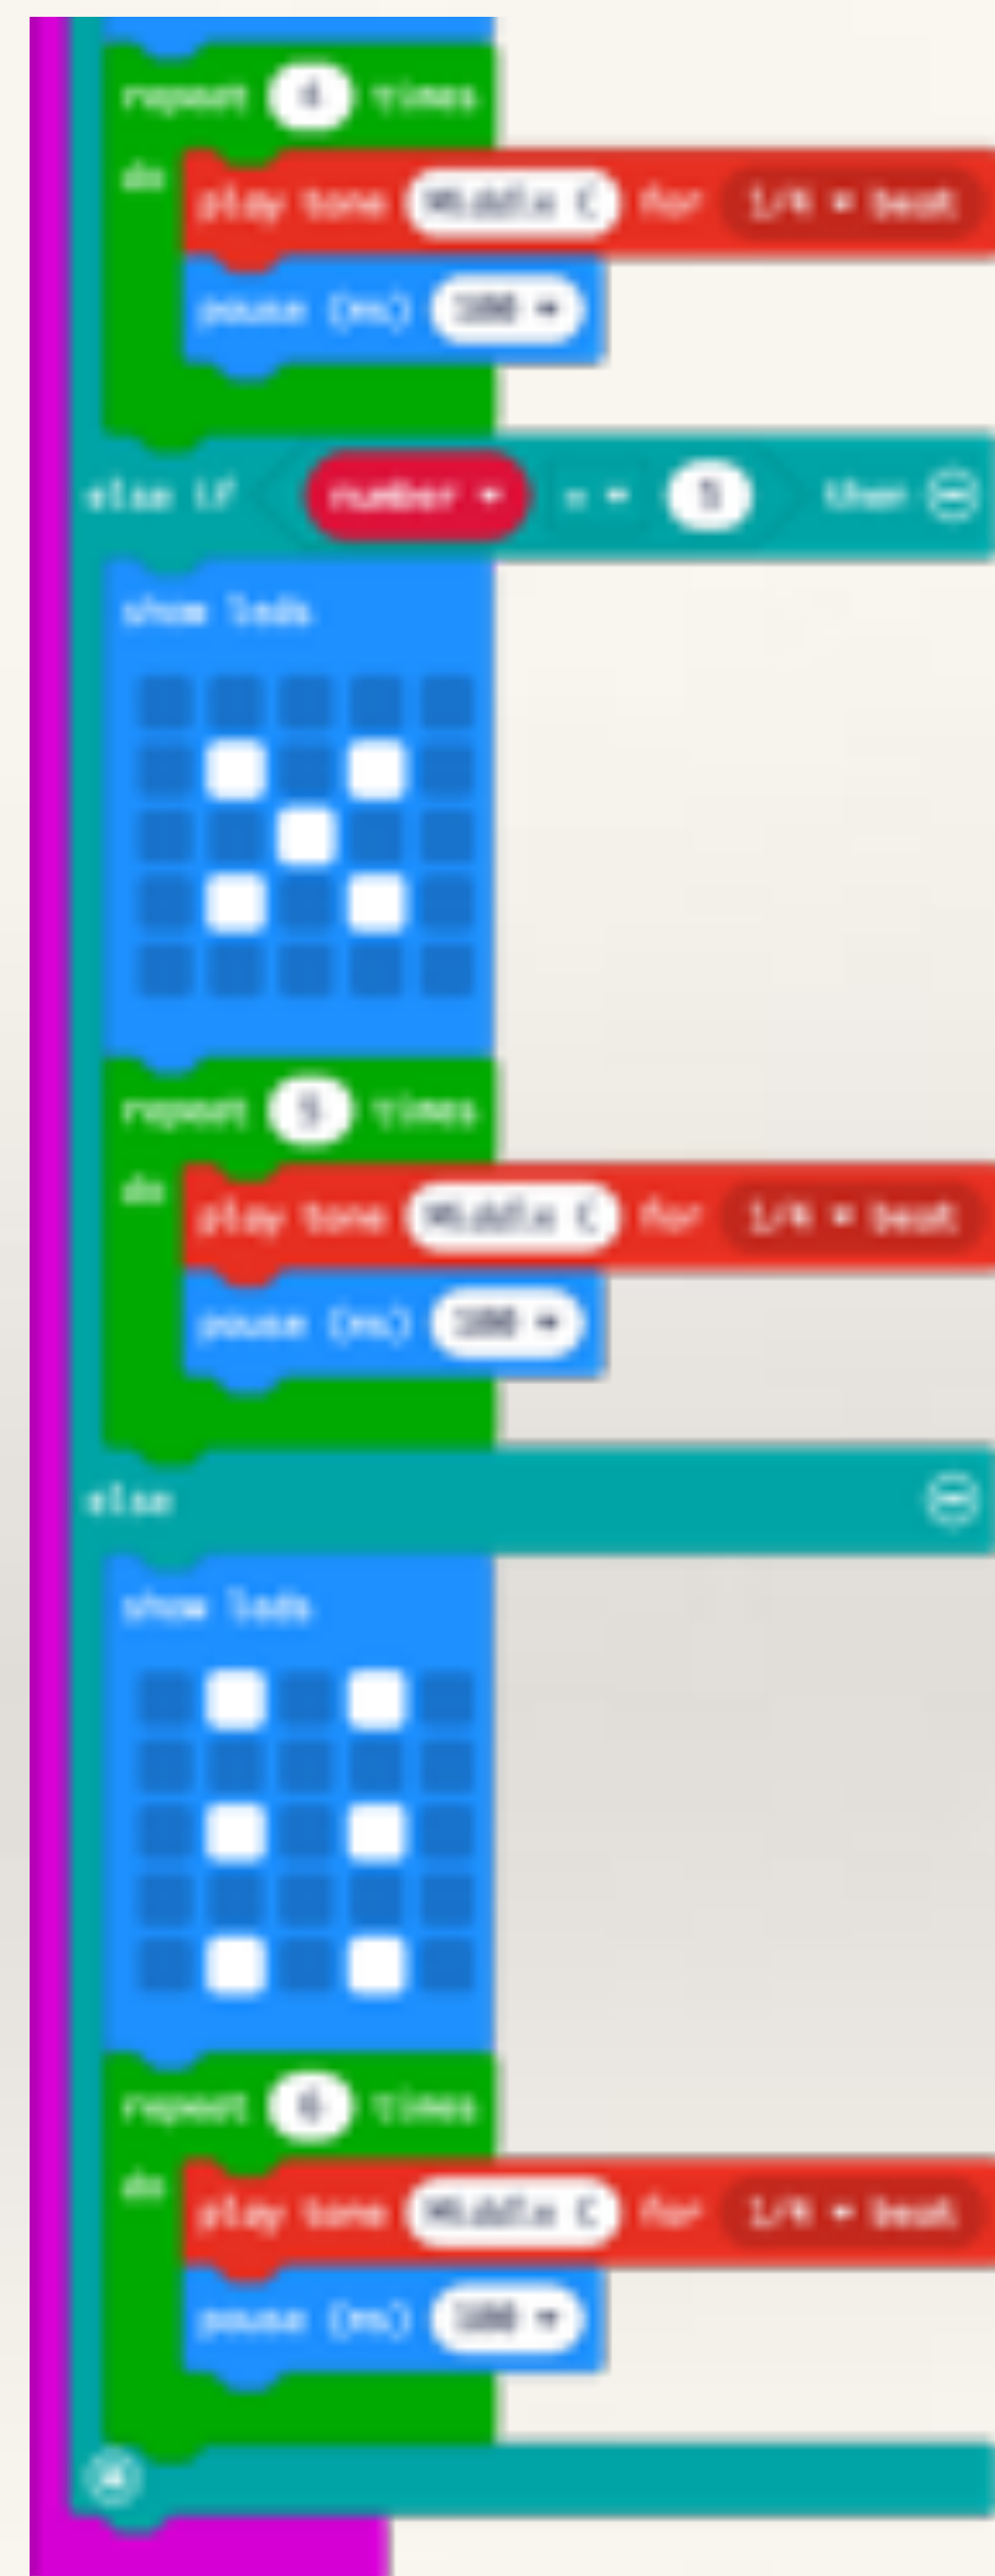 repeat 4 times
do
play tone Middle C for 1/4 beat
pause (ms) 100
else if number = 5 then
show leds
repeat 5 times
do
play tone Middle C for 1/4 beat
pause (ms) 100
else
show leds
repeat 6 times
do
play tone Middle C for 1/4 beat
pause (ms) 100